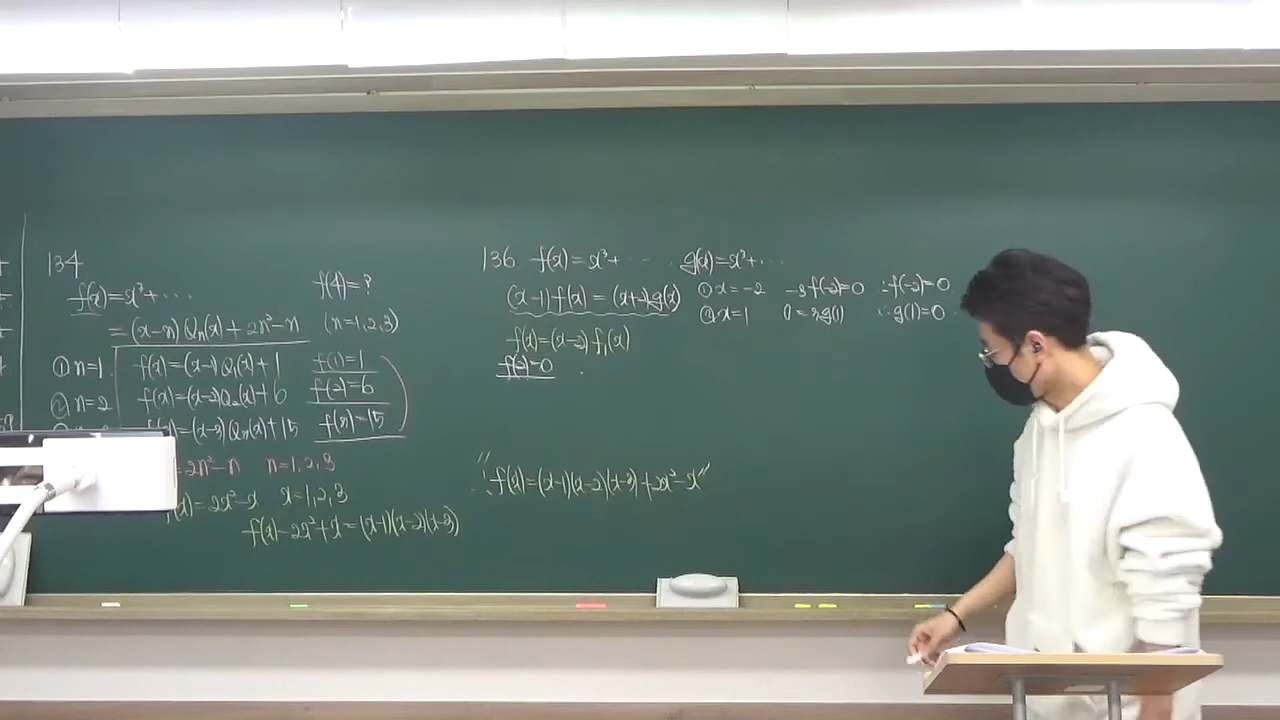 134
f(x)=x³+⋯
f(4)=?
=(x-n)Qₙ(x)+2n²-n (n=1,2,3)
① n=1 f(x)=(x-1)Q₁(x)+1 f(1)=1
② n=2 f(x)=(x-2)Q₂(x)+6 f(2)=6
=(x-3)Q₃(x)+15 f(3)=15
=2n²-n n=1,2,3
(x)=2x²-x x=1,2,3
f(x)-2x²+x=(x-1)(x-2)(x-3)
136. f(x)=x³+⋯ g(x)=x³+⋯
(x-1)f(x)=(x+2)g(x)
① x=-2 -3f(-2)=0 ∴f(-2)=0
② x=1 0=3g(1) ∴g(1)=0
f(x)=(x-2)f₁(x)
f(2)=0
"∴f(x)=(x-1)(x-2)(x-3)+2x²-x"